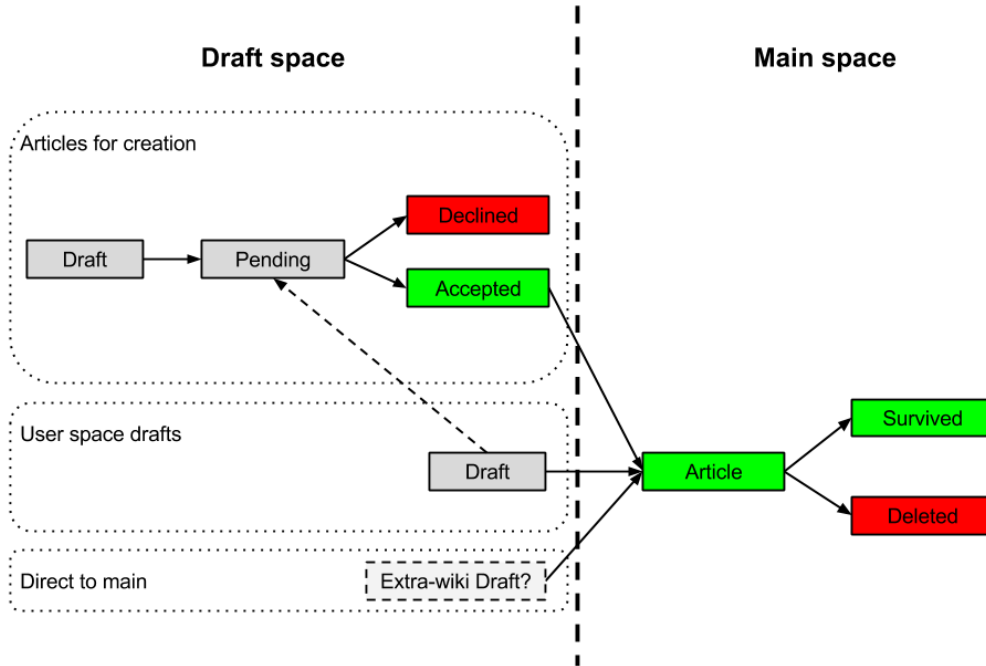 Draft space
Main space
Articles for creation
Declined
Draft
Pending
Accepted
User space drafts
Draft
Article
Survived
Deleted
Direct to main
Extra-wiki Draft?